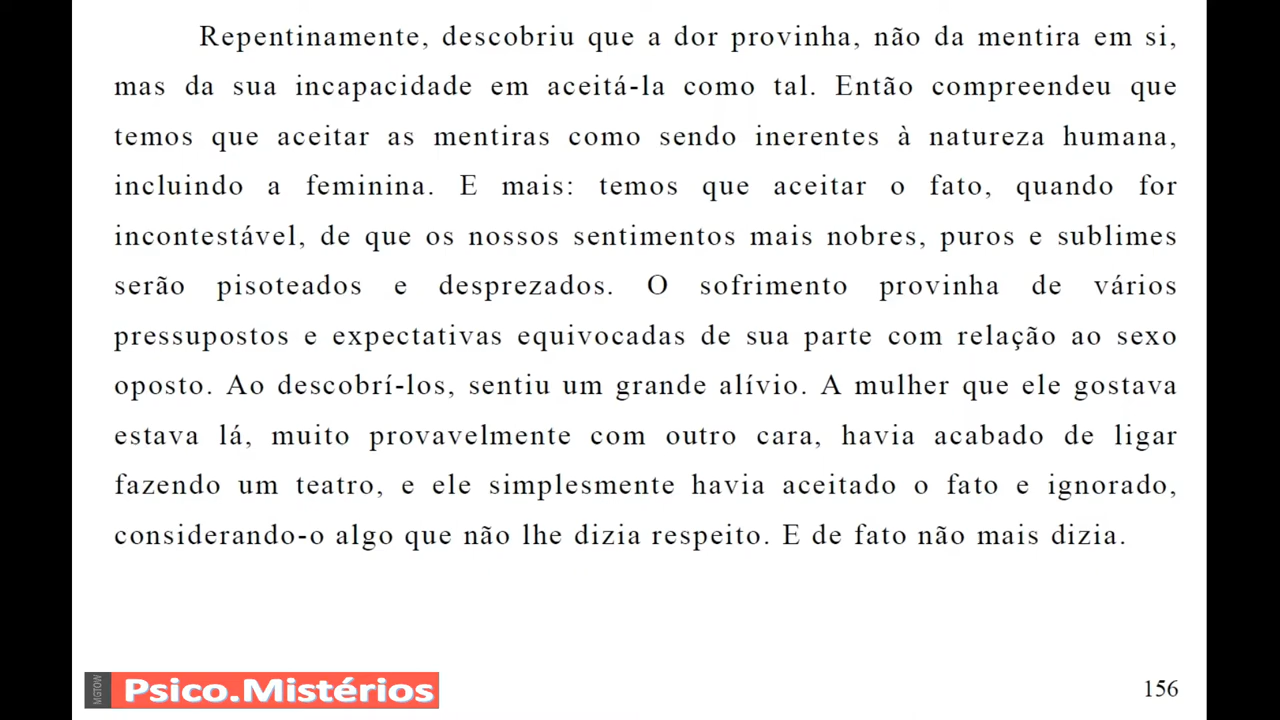 Repentinamente, descobriu que a dor provinha, não da mentira em si,
mas da sua incapacidade em aceitá-la como tal. Então compreendeu que
temos que aceitar as mentiras como sendo inerentes à natureza humana,
incluindo a feminina. E mais: temos que aceitar o fato, quando for
incontestável, de que os nossos sentimentos mais nobres, puros e sublimes
serão pisoteados e desprezados. O sofrimento provinha de vários
pressupostos e expectativas equivocadas de sua parte com relação ao sexo
oposto. Ao descobrí-los, sentiu um grande alívio. A mulher que ele gostava
estava lá, muito provavelmente com outro cara, havia acabado de ligar
fazendo um teatro, e ele simplesmente havia aceitado o fato e ignorado,
considerando-o algo que não lhe dizia respeito. E de fato não mais dizia.
MGTOW
Psico.Mistérios
156